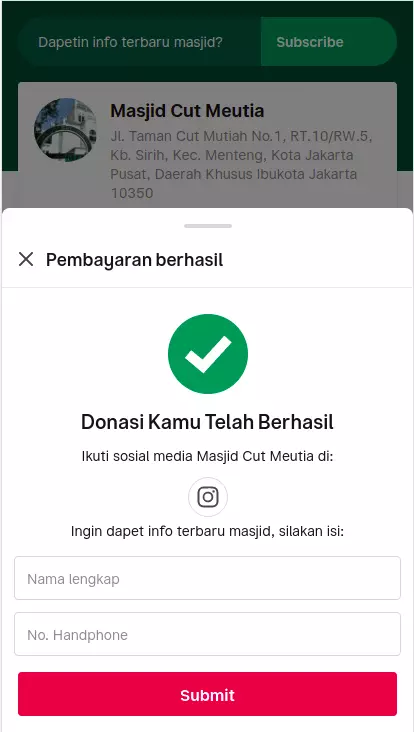 Dapetin info terbaru masjid?
Subscribe
Masjid Cut Meutia
Jl. Taman Cut Mutiah No.1, RT.10/RW.5,
Kb. Sirih, Kec. Menteng, Kota Jakarta
Pusat, Daerah Khusus Ibukota Jakarta
10350
Pembayaran berhasil
Donasi Kamu Telah Berhasil
Ikuti sosial media Masjid Cut Meutia di:
Ingin dapet info terbaru masjid, silakan isi:
Nama lengkap
No. Handphone
Submit